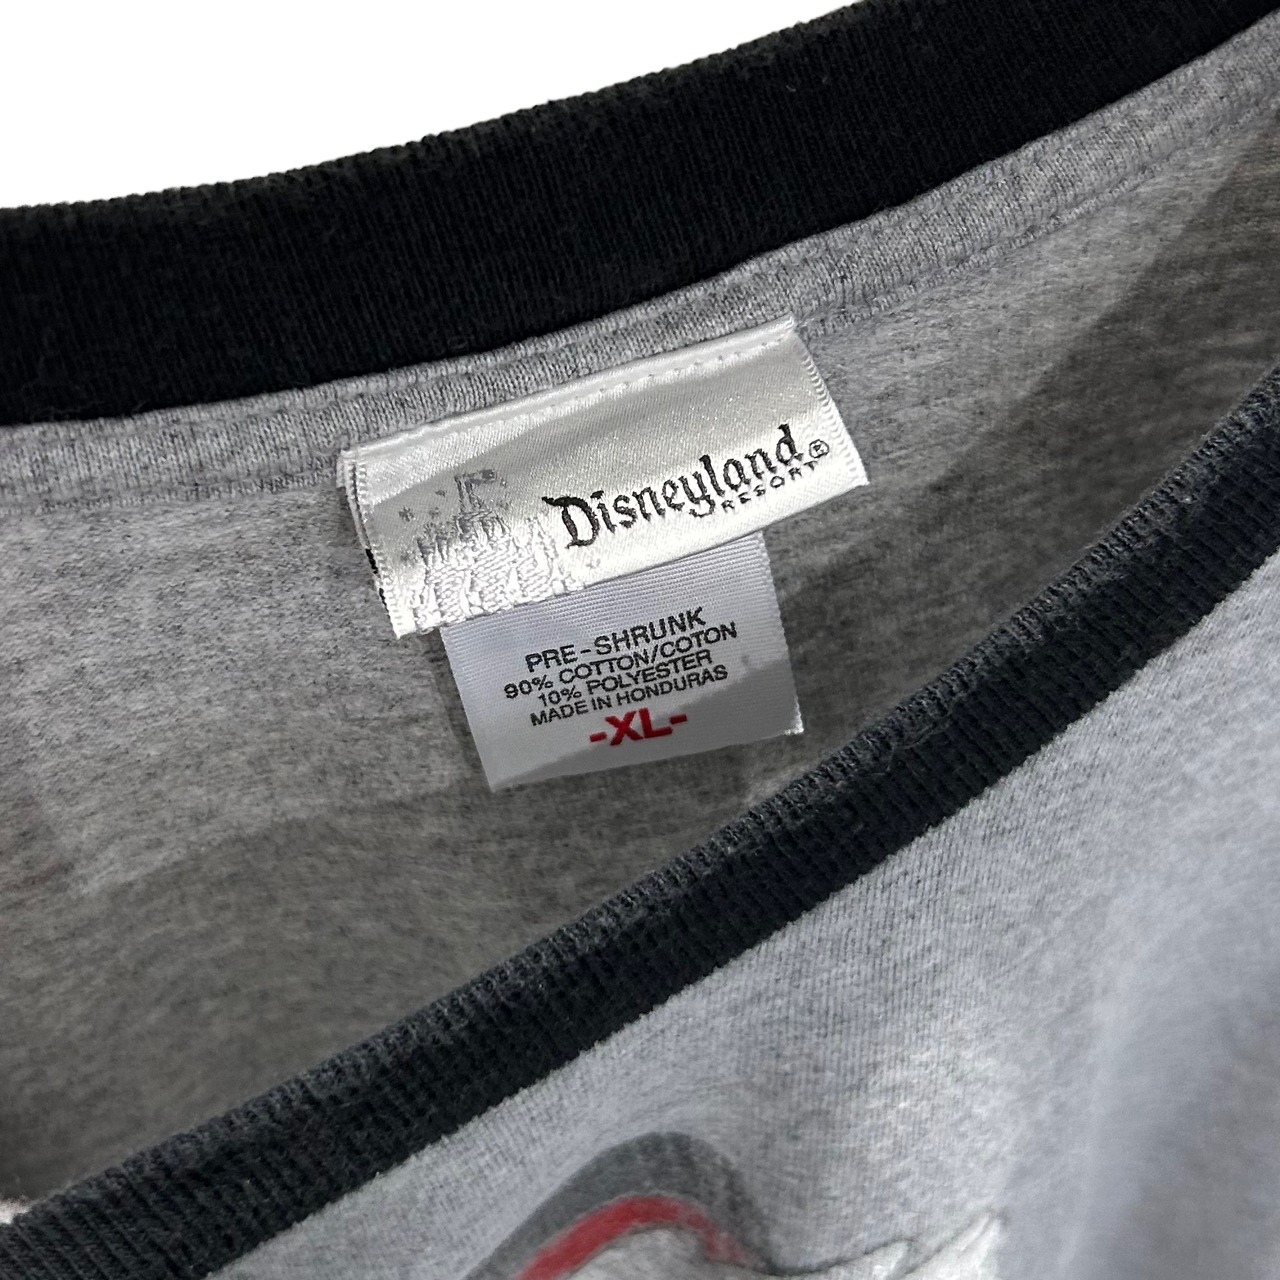 Disneyland®
RESORT
PRE-SHRUNK
90% COTTON/COTON
10% POLYESTER
MADE IN HONDURAS
-XL-